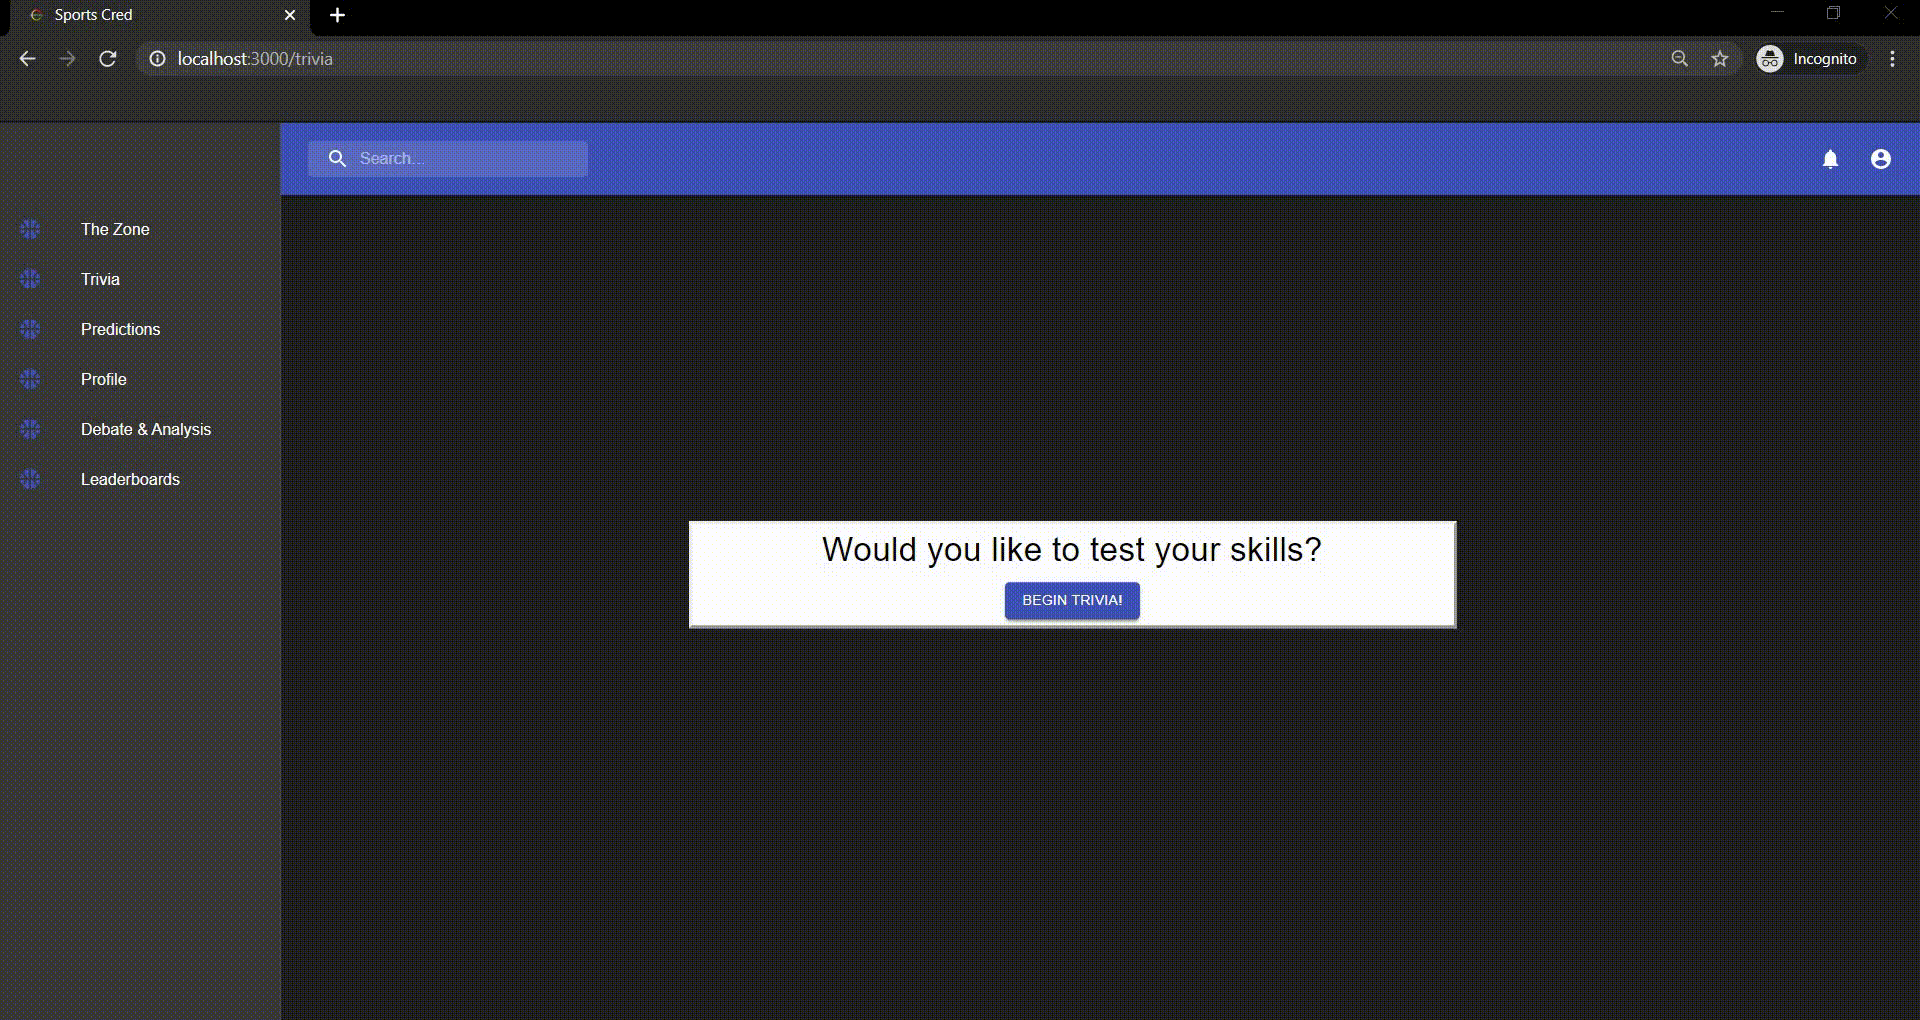 Sports Cred
localhost:3000/trivia
Incognito
Search...
The Zone
Trivia
Predictions
Profile
Debate & Analysis
Leaderboards
Would you like to test your skills?
BEGIN TRIVIA!